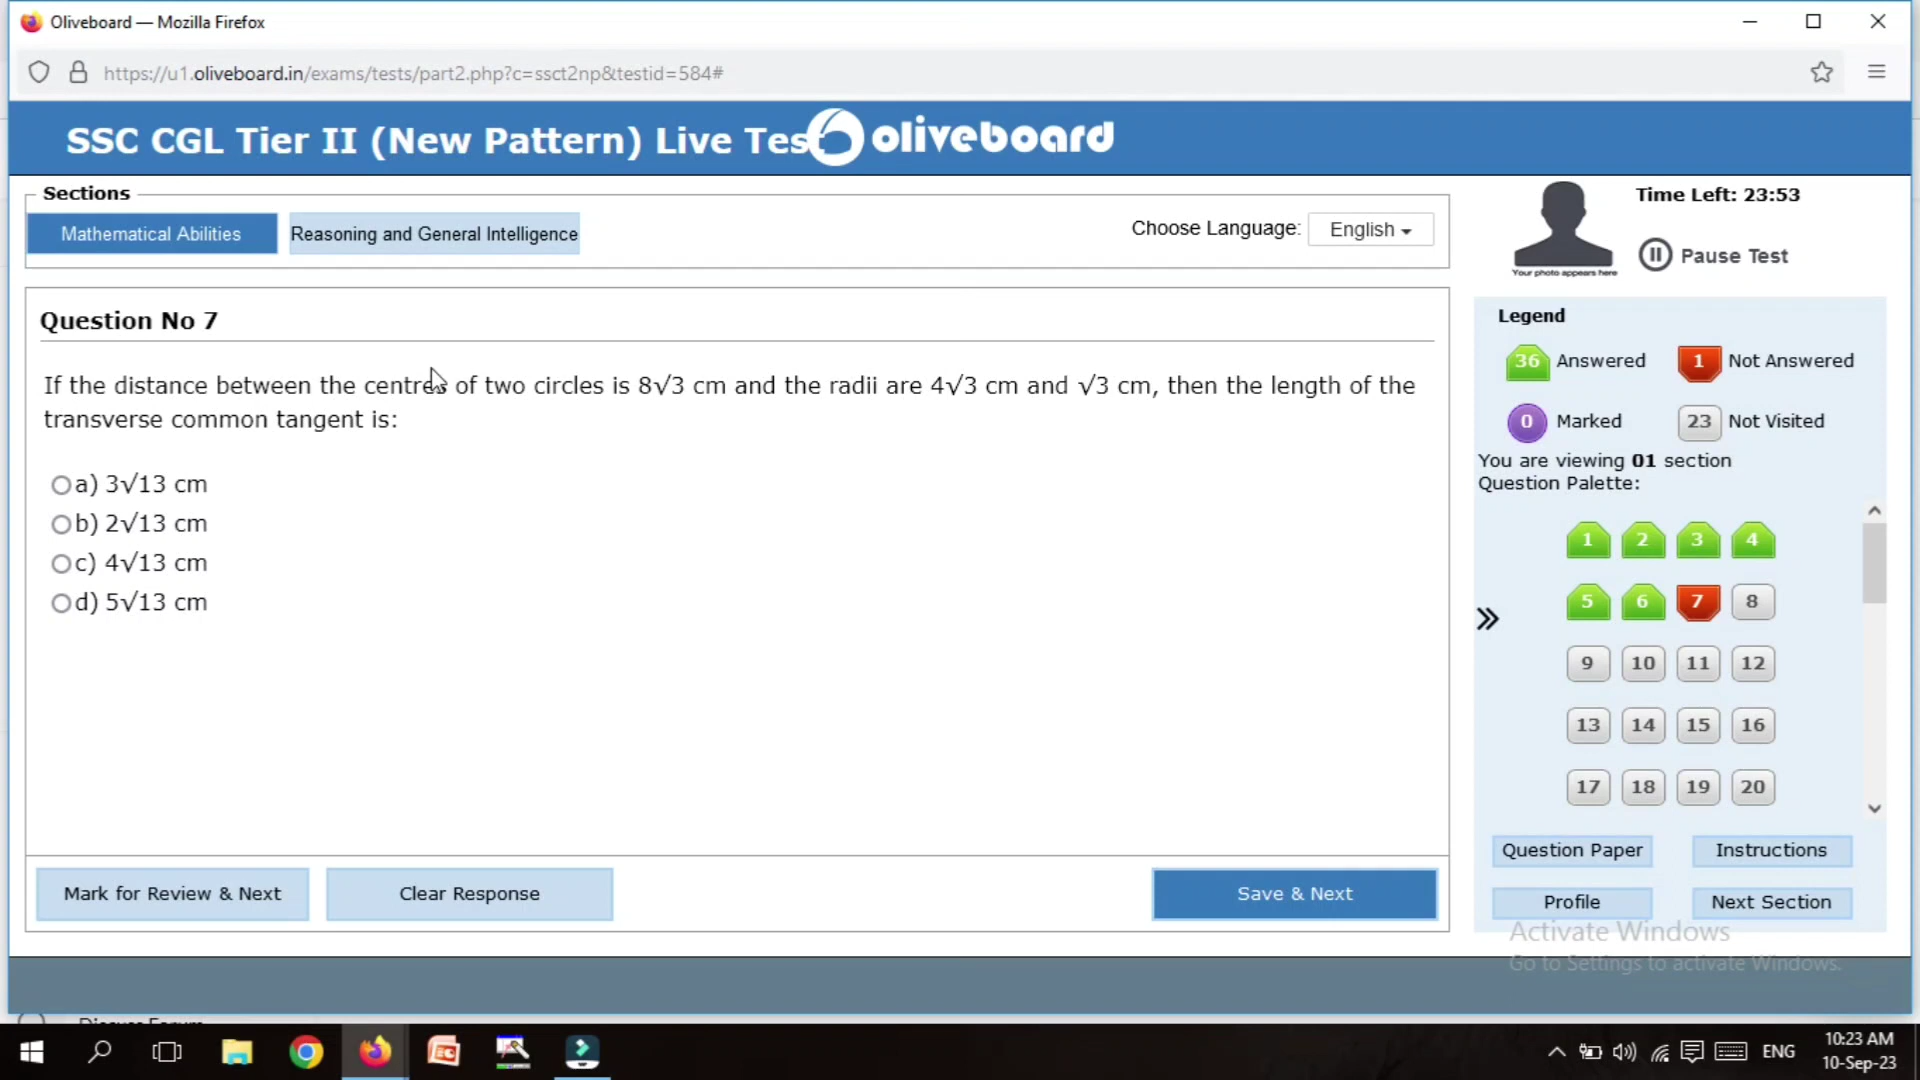 Oliveboard — Mozilla Firefox
https://u1.oliveboard.in/exams/tests/part2.php?c=ssct2np&testid=584#
SSC CGL Tier II (New Pattern) Live Tes
oliveboard
Sections
Mathematical Abilities
Reasoning and General Intelligence
Choose Language:
English
Your photo appears here
Time Left: 23:53
Pause Test
Question No 7
If the distance between the centres of two circles is 8√3 cm and the radii are 4√3 cm and √3 cm, then the length of the
transverse common tangent is:
a) 3√13 cm
b) 2√13 cm
c) 4√13 cm
d) 5√13 cm
Mark for Review & Next
Clear Response
Save & Next
Legend
36 Answered
1 Not Answered
0 Marked
23 Not Visited
You are viewing 01 section
Question Palette:
1 2 3 4
5 6 7 8
9 10 11 12
13 14 15 16
17 18 19 20
Question Paper
Instructions
Profile
Next Section
Activate Windows
Go to Settings to activate Windows.
ENG
10:23 AM
10-Sep-23